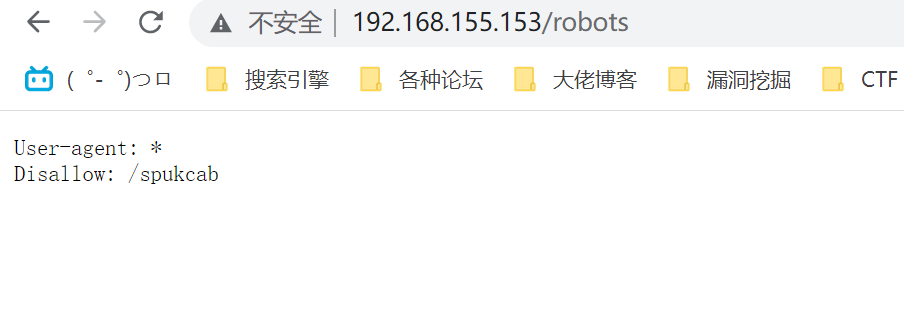 不安全 192.168.155.153/robots
( ゜- ゜)つロ 搜索引擎 各种论坛 大佬博客 漏洞挖掘 CTF
User-agent: *
Disallow: /spukcab